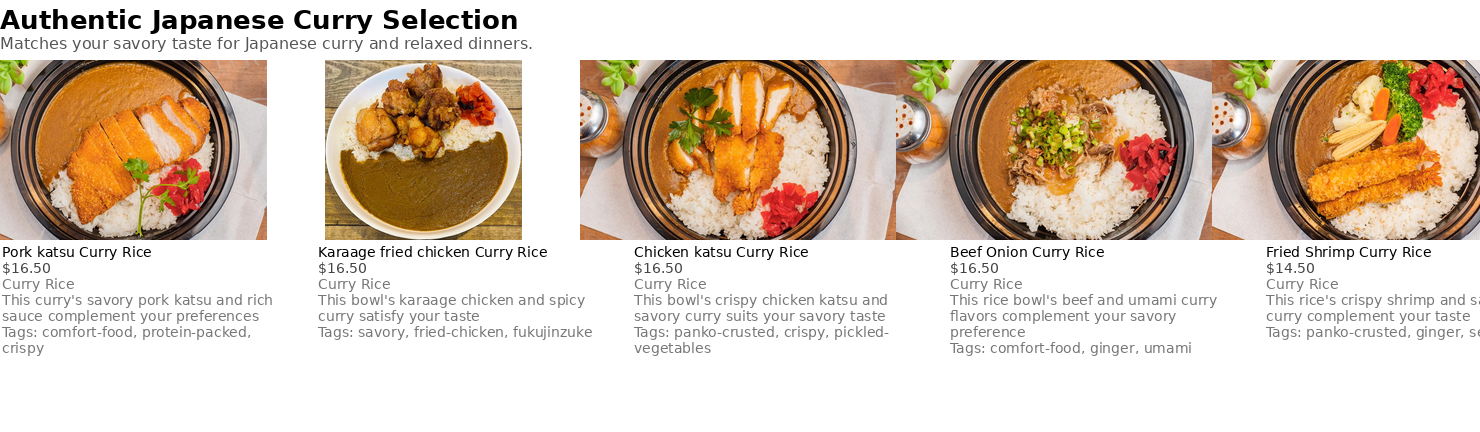 Authentic Japanese Curry Selection
Matches your savory taste for Japanese curry and relaxed dinners.
Pork katsu Curry Rice
$16.50
Curry Rice
This curry's savory pork katsu and rich
sauce complement your preferences
Tags: comfort-food, protein-packed,
crispy
Karaage fried chicken Curry Rice
$16.50
Curry Rice
This bowl's karaage chicken and spicy
curry satisfy your taste
Tags: savory, fried-chicken, fukujinzuke
Chicken katsu Curry Rice
$16.50
Curry Rice
This bowl's crispy chicken katsu and
savory curry suits your savory taste
Tags: panko-crusted, crispy, pickled-
vegetables
Beef Onion Curry Rice
$16.50
Curry Rice
This rice bowl's beef and umami curry
flavors complement your savory
preference
Tags: comfort-food, ginger, umami
Fried Shrimp Curry Rice
$14.50
Curry Rice
This rice's crispy shrimp and
curry complement your taste
Tags: panko-crusted, ginger,